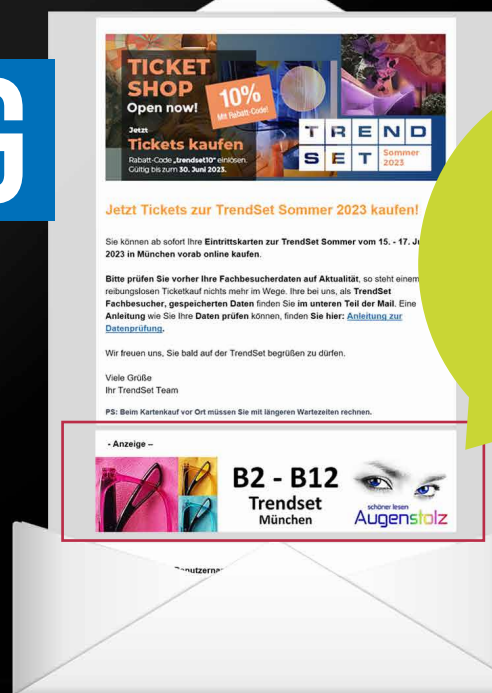 G
TICKET
SHOP
Open now!
10%
Mit Rabatt-Code!
Jetzt
Tickets kaufen
Rabatt-Code „trendset10“ einlösen.
Gültig bis zum 30. Juni 2023.
TREND
SET Sommer
2023
Jetzt Tickets zur TrendSet Sommer 2023 kaufen!
Sie können ab sofort Ihre Eintrittskarten zur TrendSet Sommer vom 15. - 17.
2023 in München vorab online kaufen.
Bitte prüfen Sie vorher Ihre Fachbesucherdaten auf Aktualität, so steht einem
reibungslosen Ticketkauf nichts mehr im Wege. Ihre bei uns, als TrendSet
Fachbesucher, gespeicherten Daten finden Sie im unteren Teil der Mail. Eine
Anleitung wie Sie Ihre Daten prüfen können, finden Sie hier: Anleitung zur
Datenprüfung.
Wir freuen uns, Sie bald auf der TrendSet begrüßen zu dürfen.
Viele Grüße
Ihr TrendSet Team
PS: Beim Kartenkauf vor Ort müssen Sie mit längeren Wartezeiten rechnen.
- Anzeige –
B2 - B12
Trendset
München
schöner lesen
Augenstolz